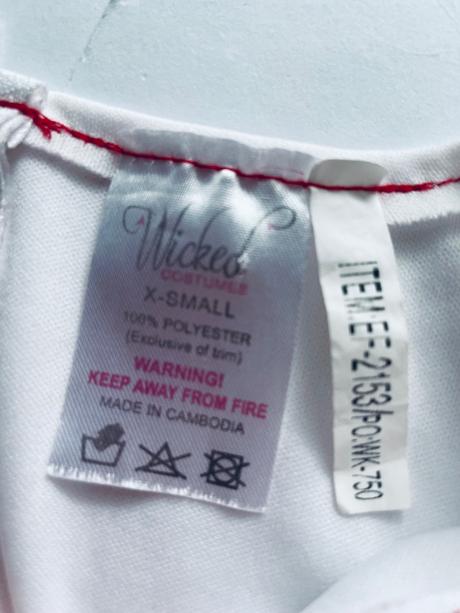 Wicked
COSTUMES
X-SMALL
100% POLYESTER
(Exclusive of trim)
WARNING!
KEEP AWAY FROM FIRE
MADE IN CAMBODIA
ITEM:EF-2153/PO:WK-750